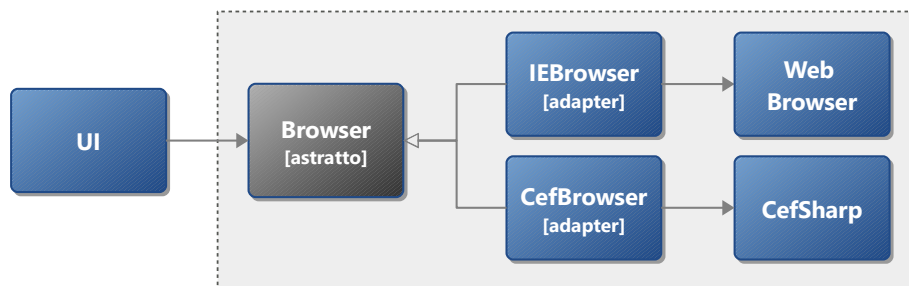 UI
Browser
[astratto]
IEBrowser
[adapter]
Web
Browser
CefBrowser
[adapter]
CefSharp